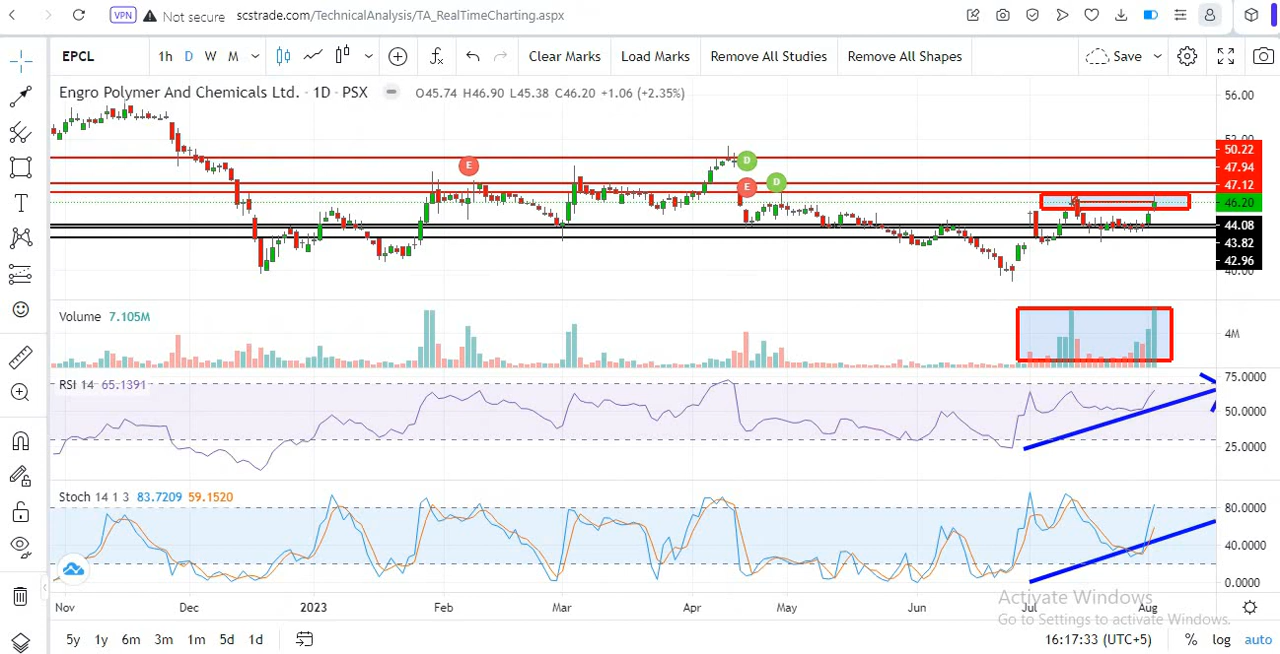 VPN Not secure scstrade.com/TechnicalAnalysis/TA_RealTimeCharting.aspx
EPCL 1h D W M Clear Marks Load Marks Remove All Studies Remove All Shapes Save
Engro Polymer And Chemicals Ltd. · 1D · PSX O45.74 H46.90 L45.38 C46.20 +1.06 (+2.35%)
56.00
50.22
47.94
47.12
46.20
44.08
43.82
42.96
40.00
E
D
E
D
Volume 7.105M
4M
RSI 14 65.1391
75.0000
50.0000
25.0000
Stoch 14 1 3 83.7209 59.1520
80.0000
40.0000
0.0000
Nov Dec 2023 Feb Mar Apr May Jun Jul Aug
Activate Windows
Go to Settings to activate Windows.
5y 1y 6m 3m 1m 5d 1d 16:17:33 (UTC+5) % log auto